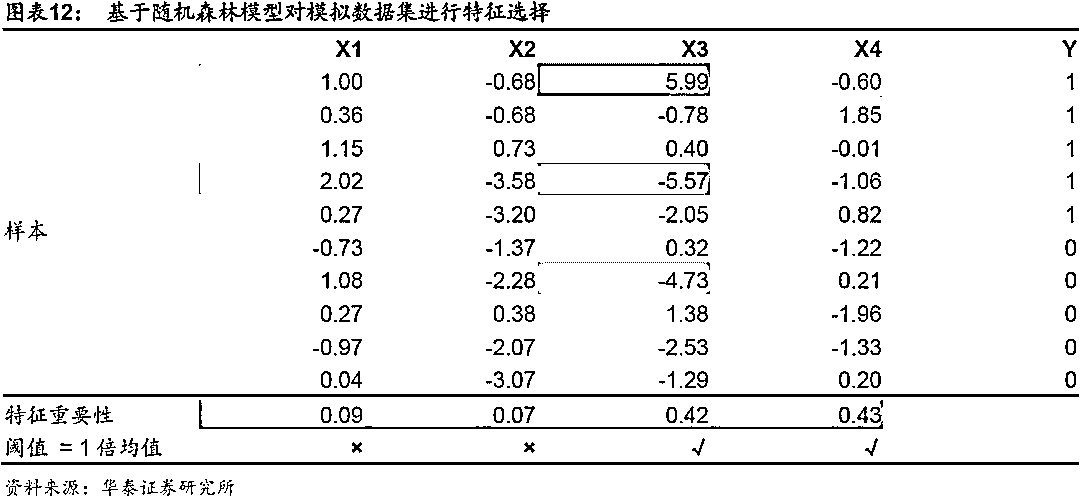 图表12： 基于随机森林模型对模拟数据集进行特征选择
X1 X2 X3 X4 Y
1.00 -0.68 5.99 -0.60 1
0.36 -0.68 -0.78 1.85 1
1.15 0.73 0.40 -0.01 1
2.02 -3.58 -5.57 -1.06 1
0.27 -3.20 -2.05 0.82 1
样本
-0.73 -1.37 0.32 -1.22 0
1.08 -2.28 -4.73 0.21 0
0.27 0.38 1.38 -1.96 0
-0.97 -2.07 -2.53 -1.33 0
0.04 -3.07 -1.29 0.20 0
特征重要性 0.09 0.07 0.42 0.43
阈值 = 1 倍均值 × × √ √
资料来源：华泰证券研究所